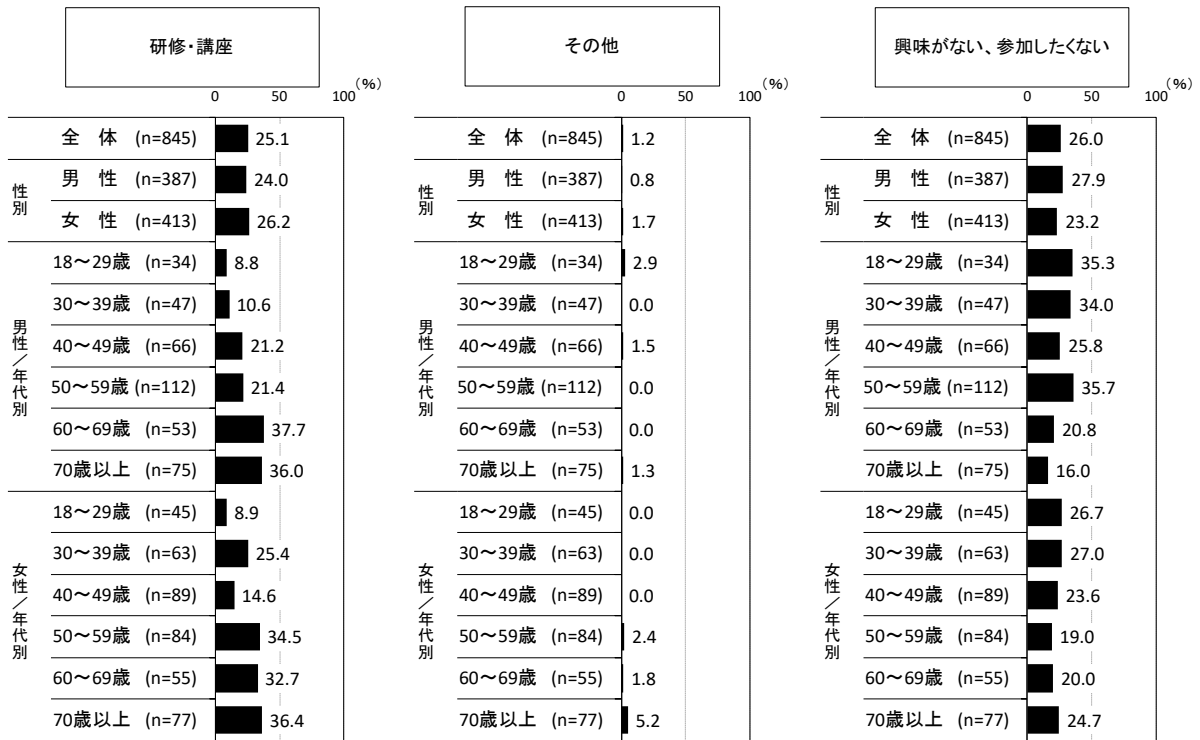 研修・講座
(%)
0 50 100
全　体 (n=845) 25.1
性別
男　性 (n=387) 24.0
女　性 (n=413) 26.2
男性／年代別
18～29歳 (n=34) 8.8
30～39歳 (n=47) 10.6
40～49歳 (n=66) 21.2
50～59歳 (n=112) 21.4
60～69歳 (n=53) 37.7
70歳以上 (n=75) 36.0
女性／年代別
18～29歳 (n=45) 8.9
30～39歳 (n=63) 25.4
40～49歳 (n=89) 14.6
50～59歳 (n=84) 34.5
60～69歳 (n=55) 32.7
70歳以上 (n=77) 36.4
その他
(%)
0 50 100
全　体 (n=845) 1.2
男　性 (n=387) 0.8
女　性 (n=413) 1.7
18～29歳 (n=34) 2.9
30～39歳 (n=47) 0.0
40～49歳 (n=66) 1.5
50～59歳 (n=112) 0.0
60～69歳 (n=53) 0.0
70歳以上 (n=75) 1.3
18～29歳 (n=45) 0.0
30～39歳 (n=63) 0.0
40～49歳 (n=89) 0.0
50～59歳 (n=84) 2.4
60～69歳 (n=55) 1.8
70歳以上 (n=77) 5.2
興味がない、参加したくない
(%)
0 50 100
全　体 (n=845) 26.0
性別
男　性 (n=387) 27.9
女　性 (n=413) 23.2
男性／年代別
18～29歳 (n=34) 35.3
30～39歳 (n=47) 34.0
40～49歳 (n=66) 25.8
50～59歳 (n=112) 35.7
60～69歳 (n=53) 20.8
70歳以上 (n=75) 16.0
女性／年代別
18～29歳 (n=45) 26.7
30～39歳 (n=63) 27.0
40～49歳 (n=89) 23.6
50～59歳 (n=84) 19.0
60～69歳 (n=55) 20.0
70歳以上 (n=77) 24.7